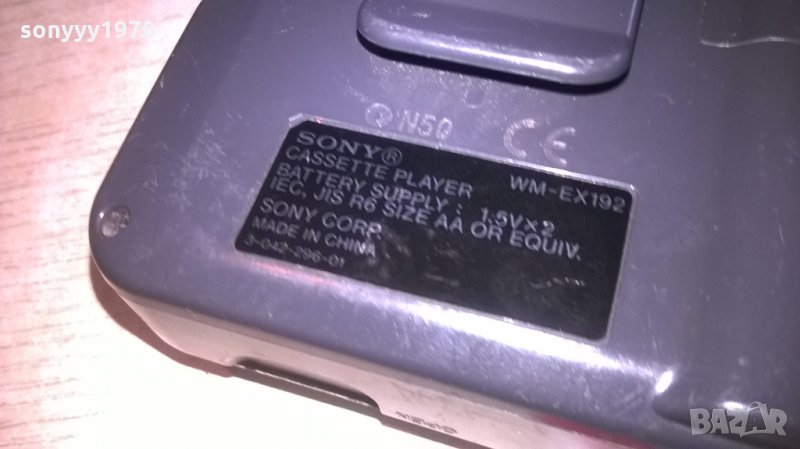 sonyyy1970
Ⓠ N50 CE
SONY®
CASSETTE PLAYER WM-EX192
BATTERY SUPPLY : 1.5V×2
IEC, JIS R6 SIZE AA OR EQUIV.
SONY CORP.
MADE IN CHINA
3-042-296-01
OPEN
BAZAR